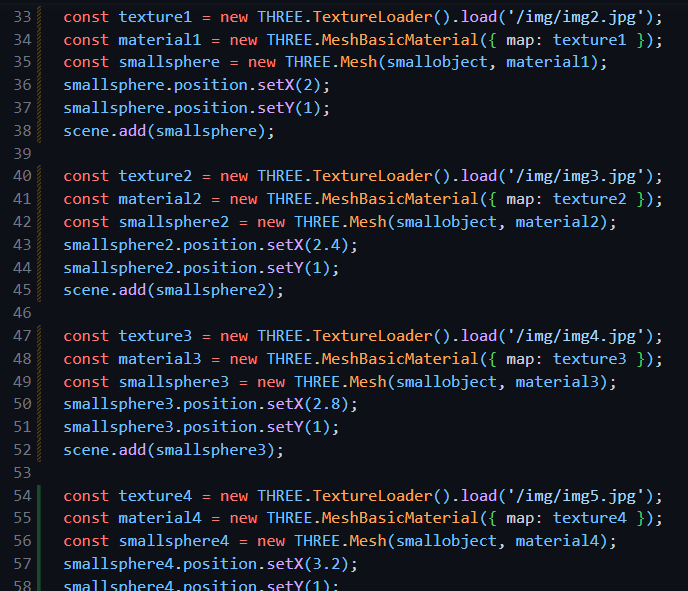 33 const texture1 = new THREE.TextureLoader().load('/img/img2.jpg');
34 const material1 = new THREE.MeshBasicMaterial({ map: texture1 });
35 const smallsphere = new THREE.Mesh(smallobject, material1);
36 smallsphere.position.setX(2);
37 smallsphere.position.setY(1);
38 scene.add(smallsphere);
39
40 const texture2 = new THREE.TextureLoader().load('/img/img3.jpg');
41 const material2 = new THREE.MeshBasicMaterial({ map: texture2 });
42 const smallsphere2 = new THREE.Mesh(smallobject, material2);
43 smallsphere2.position.setX(2.4);
44 smallsphere2.position.setY(1);
45 scene.add(smallsphere2);
46
47 const texture3 = new THREE.TextureLoader().load('/img/img4.jpg');
48 const material3 = new THREE.MeshBasicMaterial({ map: texture3 });
49 const smallsphere3 = new THREE.Mesh(smallobject, material3);
50 smallsphere3.position.setX(2.8);
51 smallsphere3.position.setY(1);
52 scene.add(smallsphere3);
53
54 const texture4 = new THREE.TextureLoader().load('/img/img5.jpg');
55 const material4 = new THREE.MeshBasicMaterial({ map: texture4 });
56 const smallsphere4 = new THREE.Mesh(smallobject, material4);
57 smallsphere4.position.setX(3.2);
58 smallsphere4.position.setY(1);